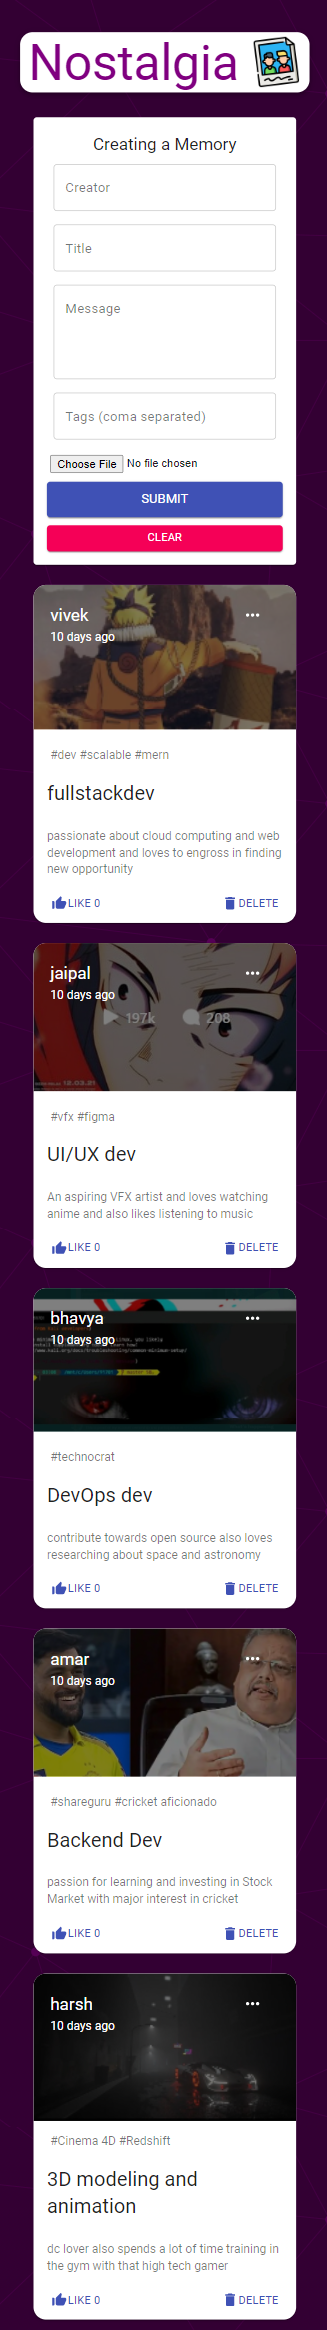 Nostalgia
Creating a Memory
Creator
Title
Message
Tags (coma separated)
Choose File No file chosen
SUBMIT
CLEAR
vivek
10 days ago
#dev #scalable #mern
fullstackdev
passionate about cloud computing and web
development and loves to engross in finding
new opportunity
LIKE 0 DELETE
jaipal
10 days ago
197k 208
12.03.21
#vfx #figma
UI/UX dev
An aspiring VFX artist and loves watching
anime and also likes listening to music
LIKE 0 DELETE
bhavya
10 days ago
#technocrat
DevOps dev
contribute towards open source also loves
researching about space and astronomy
LIKE 0 DELETE
amar
10 days ago
#shareguru #cricket aficionado
Backend Dev
passion for learning and investing in Stock
Market with major interest in cricket
LIKE 0 DELETE
harsh
10 days ago
#Cinema 4D #Redshift
3D modeling and
animation
dc lover also spends a lot of time training in
the gym with that high tech gamer
LIKE 0 DELETE